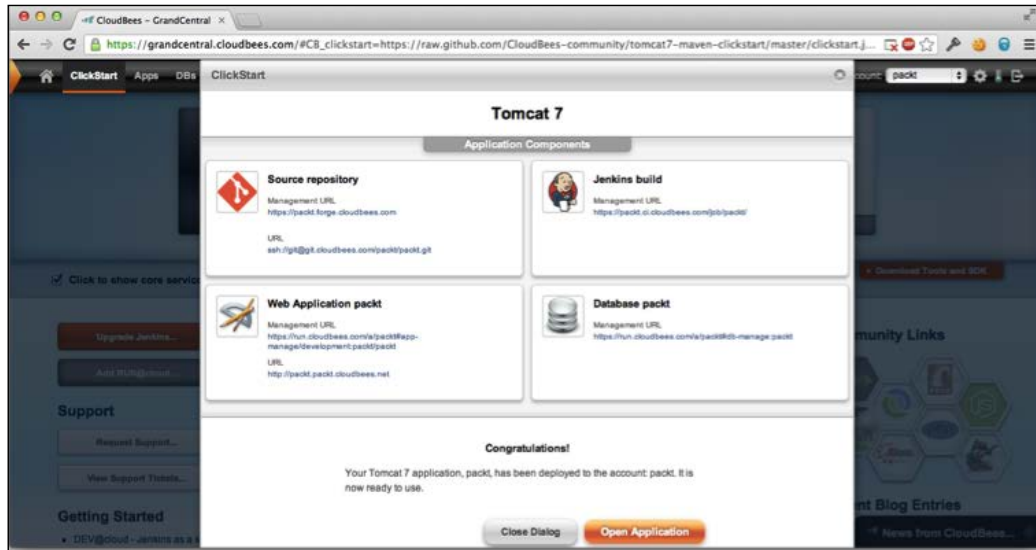 CloudBees - GrandCentral
https://grandcentral.cloudbees.com/#CB_clickstart=https://raw.github.com/CloudBees-community/tomcat7-maven-clickstart/master/clickstart.j...
ClickStart Apps DBs
ClickStart
ount: packt
Tomcat 7
Application Components
Source repository
Management URL
https://packt.forge.cloudbees.com
URL
ssh://git@git.cloudbees.com/packt/packt.git
Jenkins build
Management URL
https://packt.ci.cloudbees.com/job/packt/
Click to show core service
Download Tools and SDK
Web Application packt
Management URL
https://run.cloudbees.com/a/packt#app-
manage/development:packt/packt
URL
http://packt.packt.cloudbees.net
Database packt
Management URL
https://run.cloudbees.com/a/packt#db-manage:packt
Upgrade Jenkins...
Add RUN@cloud...
munity Links
Support
Request Support...
View Support Tickets...
Congratulations!
Your Tomcat 7 application, packt, has been deployed to the account: packt. It is
now ready to use.
Close Dialog
Open Application
Getting Started
DEV@cloud - Jenkins as a s
nt Blog Entries
News from CloudBees...